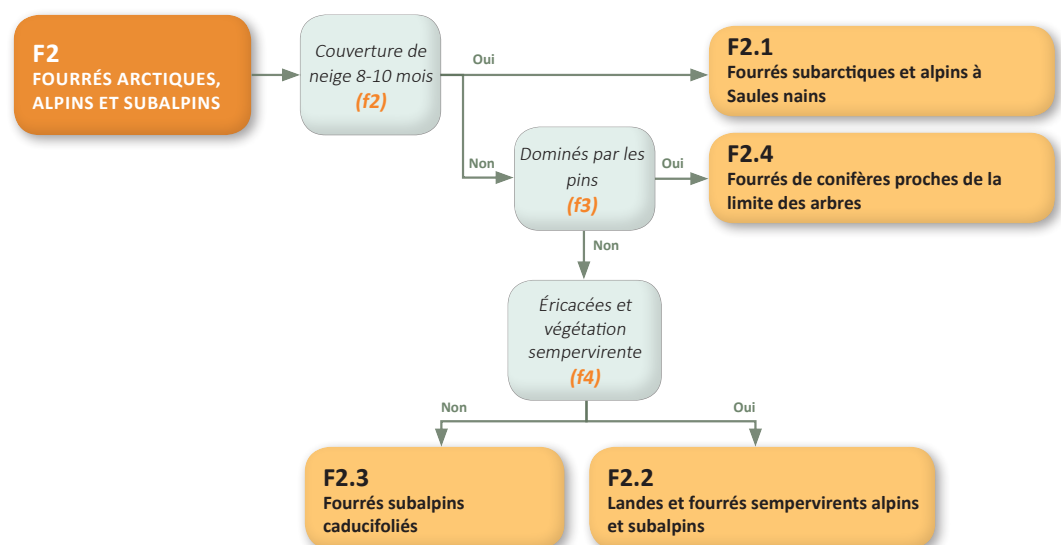 F2
FOURRÉS ARCTIQUES,
ALPINS ET SUBALPINS
Couverture de
neige 8-10 mois
(f2)
Oui
F2.1
Fourrés subarctiques et alpins à
Saules nains
Non
Dominés par les
pins
(f3)
Oui
F2.4
Fourrés de conifères proches de la
limite des arbres
Non
Éricacées et
végétation
sempervirente
(f4)
Non
Oui
F2.3
Fourrés subalpins
caducifoliés
F2.2
Landes et fourrés sempervirents alpins
et subalpins